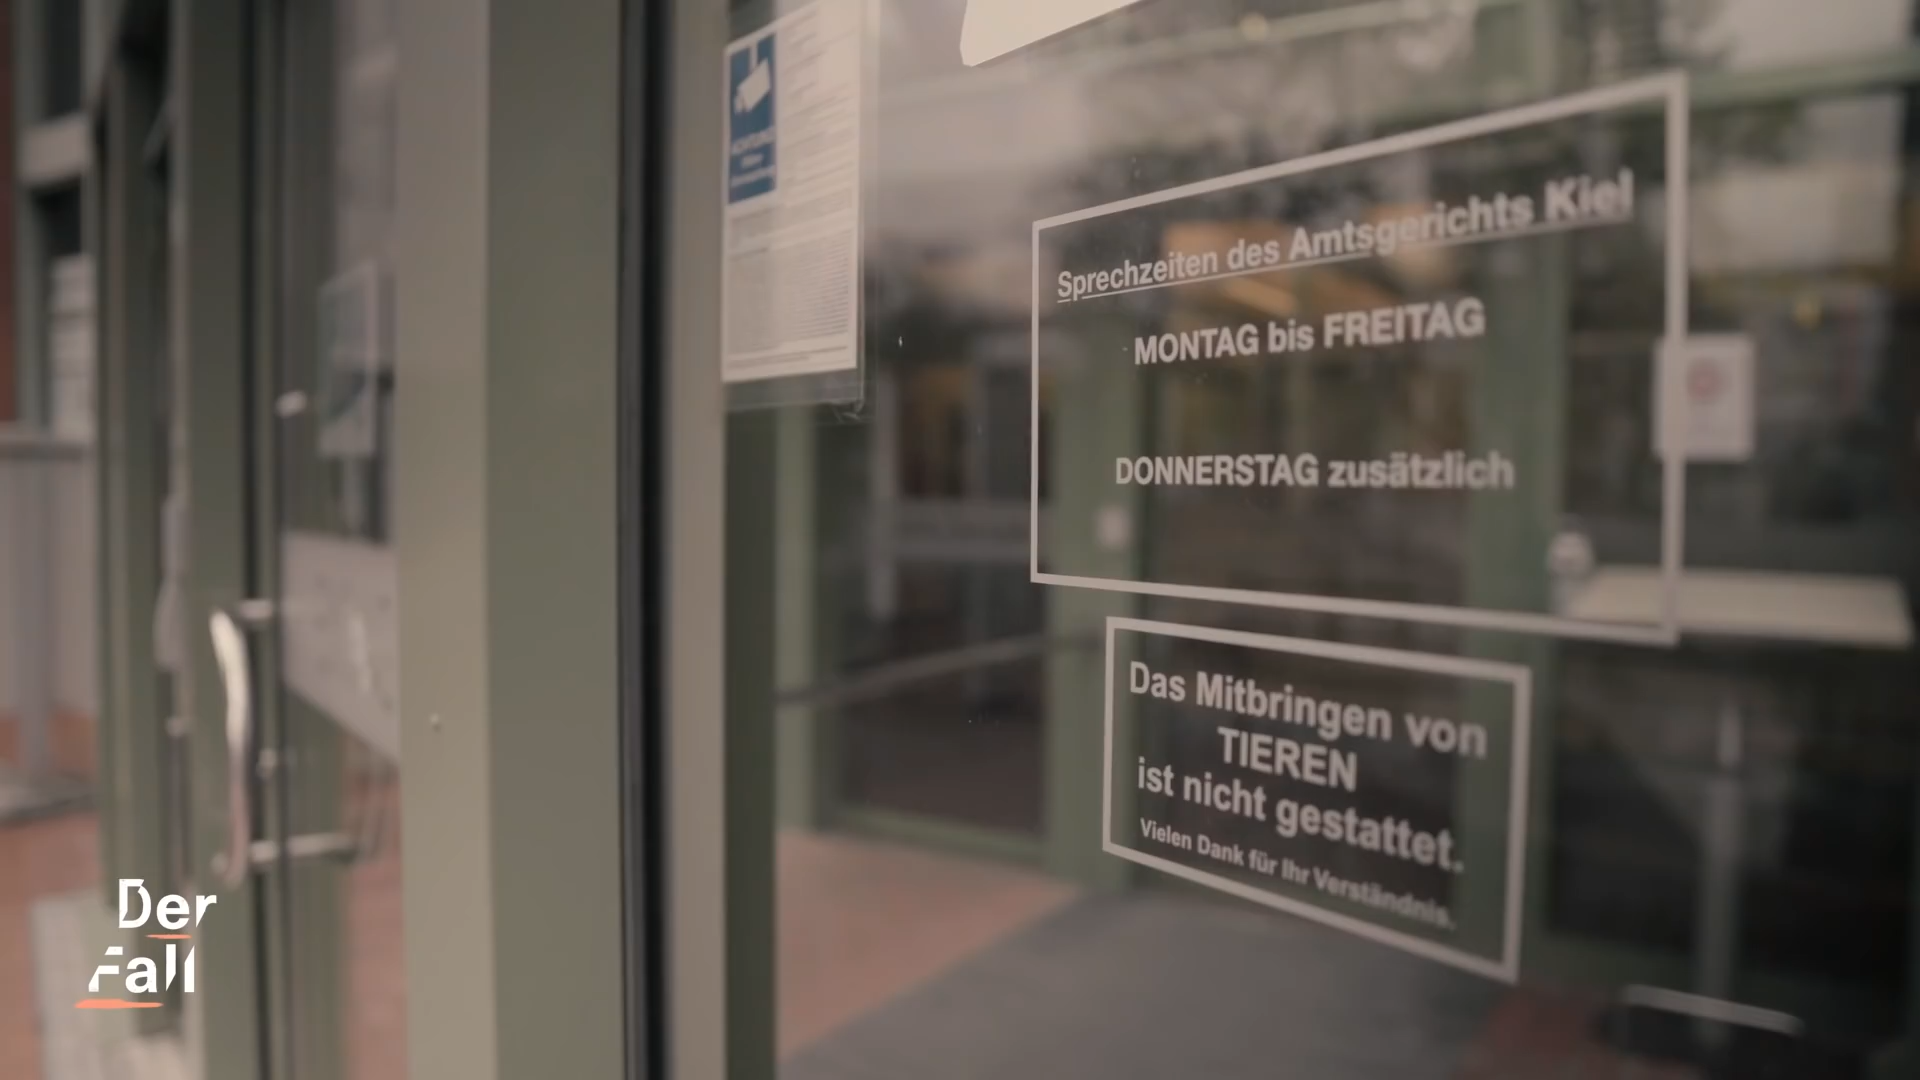 Sprechzeiten des Amtsgerichts Kiel
MONTAG bis FREITAG
DONNERSTAG zusätzlich
Das Mitbringen von
TIEREN
ist nicht gestattet.
Vielen Dank für Ihr Verständnis.
Der
Fall